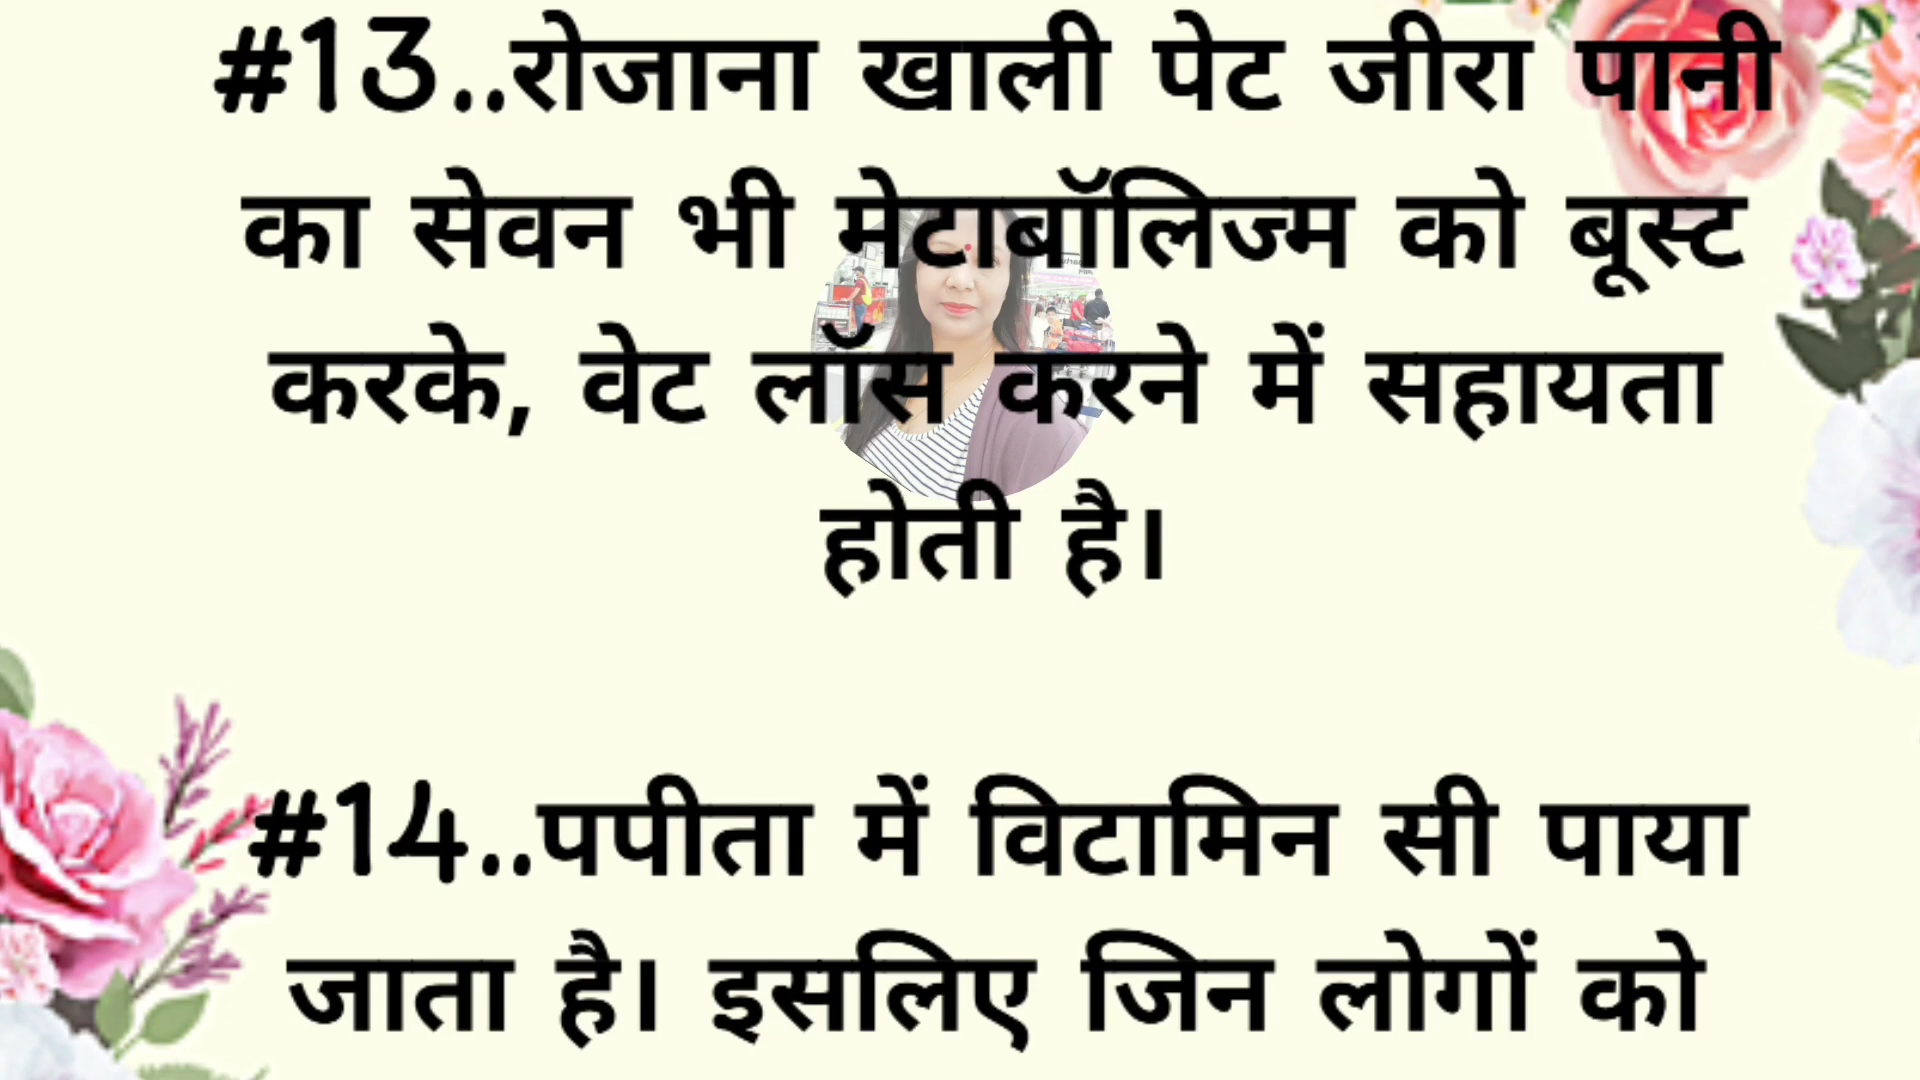 #13..रोजाना खाली पेट जीरा पानी
का सेवन भी मेटाबॉलिज्म को बूस्ट
करके, वेट लॉस करने में सहायता
होती है।
#14..पपीता में विटामिन सी पाया
जाता है। इसलिए जिन लोगों को